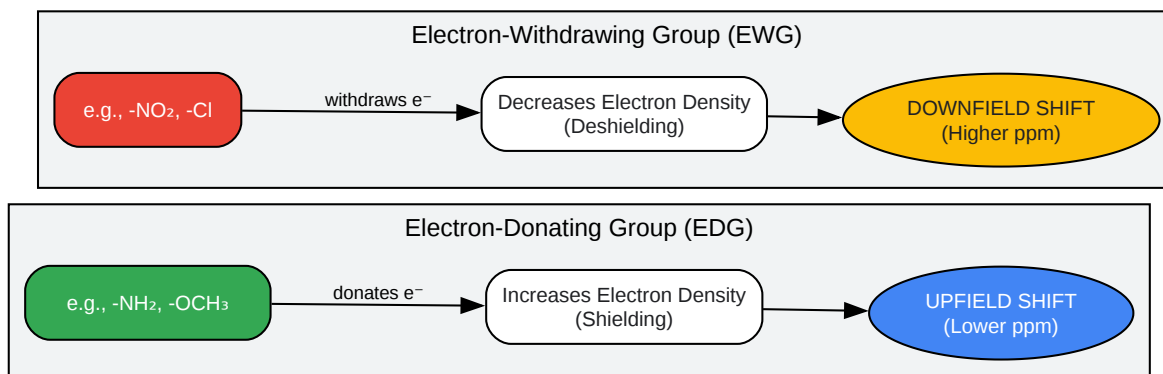 Electron-Withdrawing Group (EWG)
e.g., -NO₂, -Cl
withdraws e⁻
Decreases Electron Density
(Deshielding)
DOWNFIELD SHIFT
(Higher ppm)
Electron-Donating Group (EDG)
e.g., -NH₂, -OCH₃
donates e⁻
Increases Electron Density
(Shielding)
UPFIELD SHIFT
(Lower ppm)